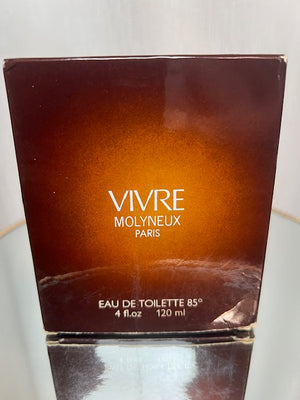 VIVRE
MOLYNEUX
PARIS
EAU DE TOILETTE 85°
4 fl.oz 120 ml